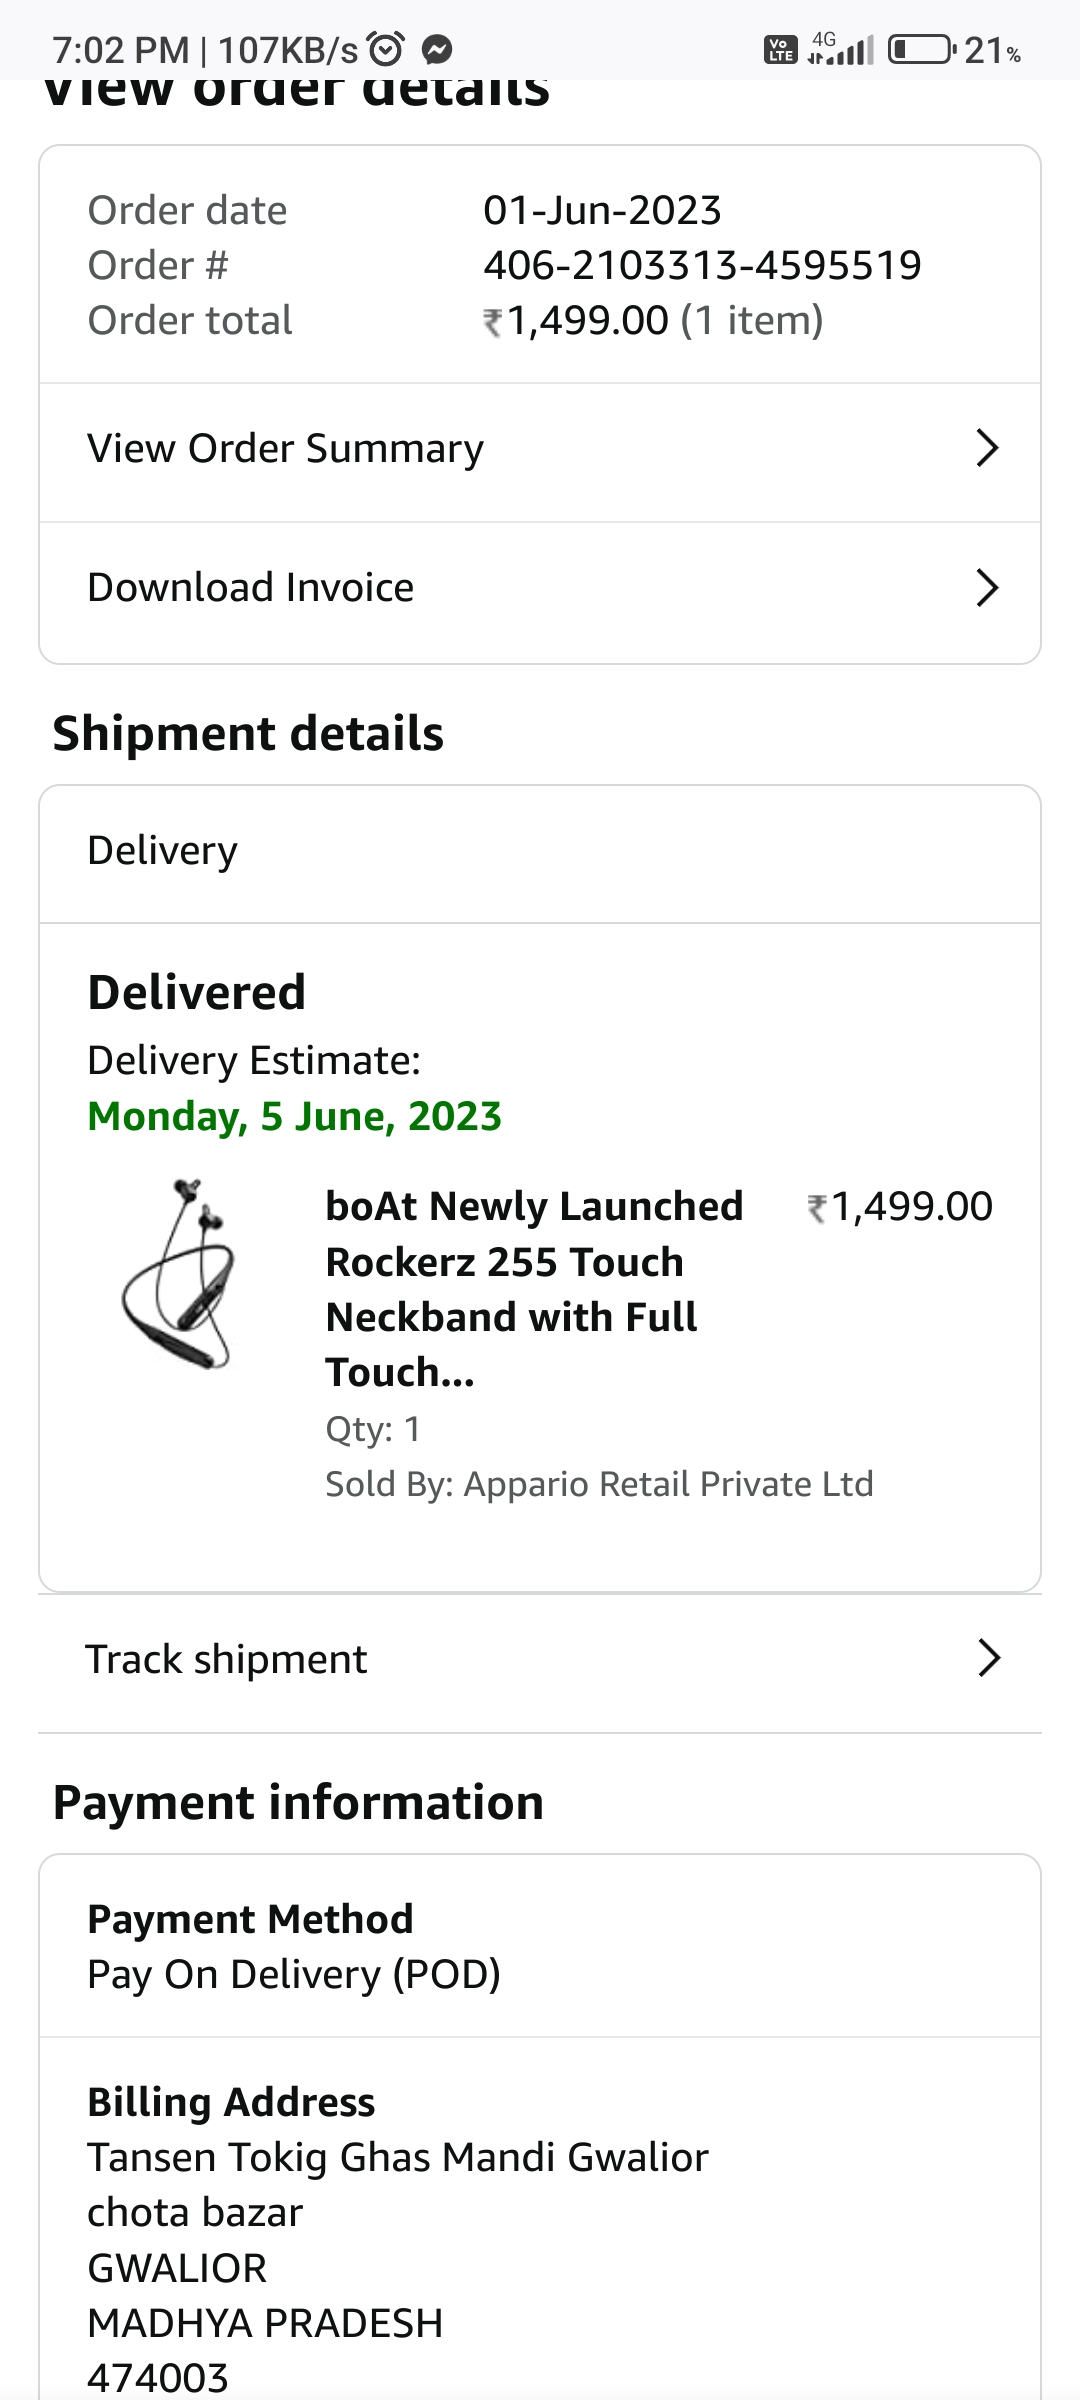 7:02 PM | 107KB/s
Vo LTE 4G 21%
View order details
Order date 01-Jun-2023
Order # 406-2103313-4595519
Order total ₹1,499.00 (1 item)
View Order Summary
Download Invoice
Shipment details
Delivery
Delivered
Delivery Estimate:
Monday, 5 June, 2023
boAt Newly Launched ₹1,499.00
Rockerz 255 Touch
Neckband with Full
Touch...
Qty: 1
Sold By: Appario Retail Private Ltd
Track shipment
Payment information
Payment Method
Pay On Delivery (POD)
Billing Address
Tansen Tokig Ghas Mandi Gwalior
chota bazar
GWALIOR
MADHYA PRADESH
474003